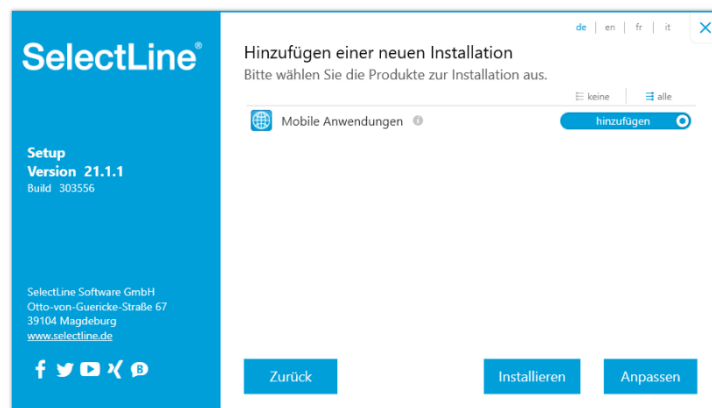 SelectLine®
Setup
Version 21.1.1
Build 303556
SelectLine Software GmbH
Otto-von-Guericke-Straße 67
39104 Magdeburg
www.selectline.de
de | en | fr | it
Hinzufügen einer neuen Installation
Bitte wählen Sie die Produkte zur Installation aus.
keine | alle
Mobile Anwendungen
hinzufügen
Zurück
Installieren
Anpassen